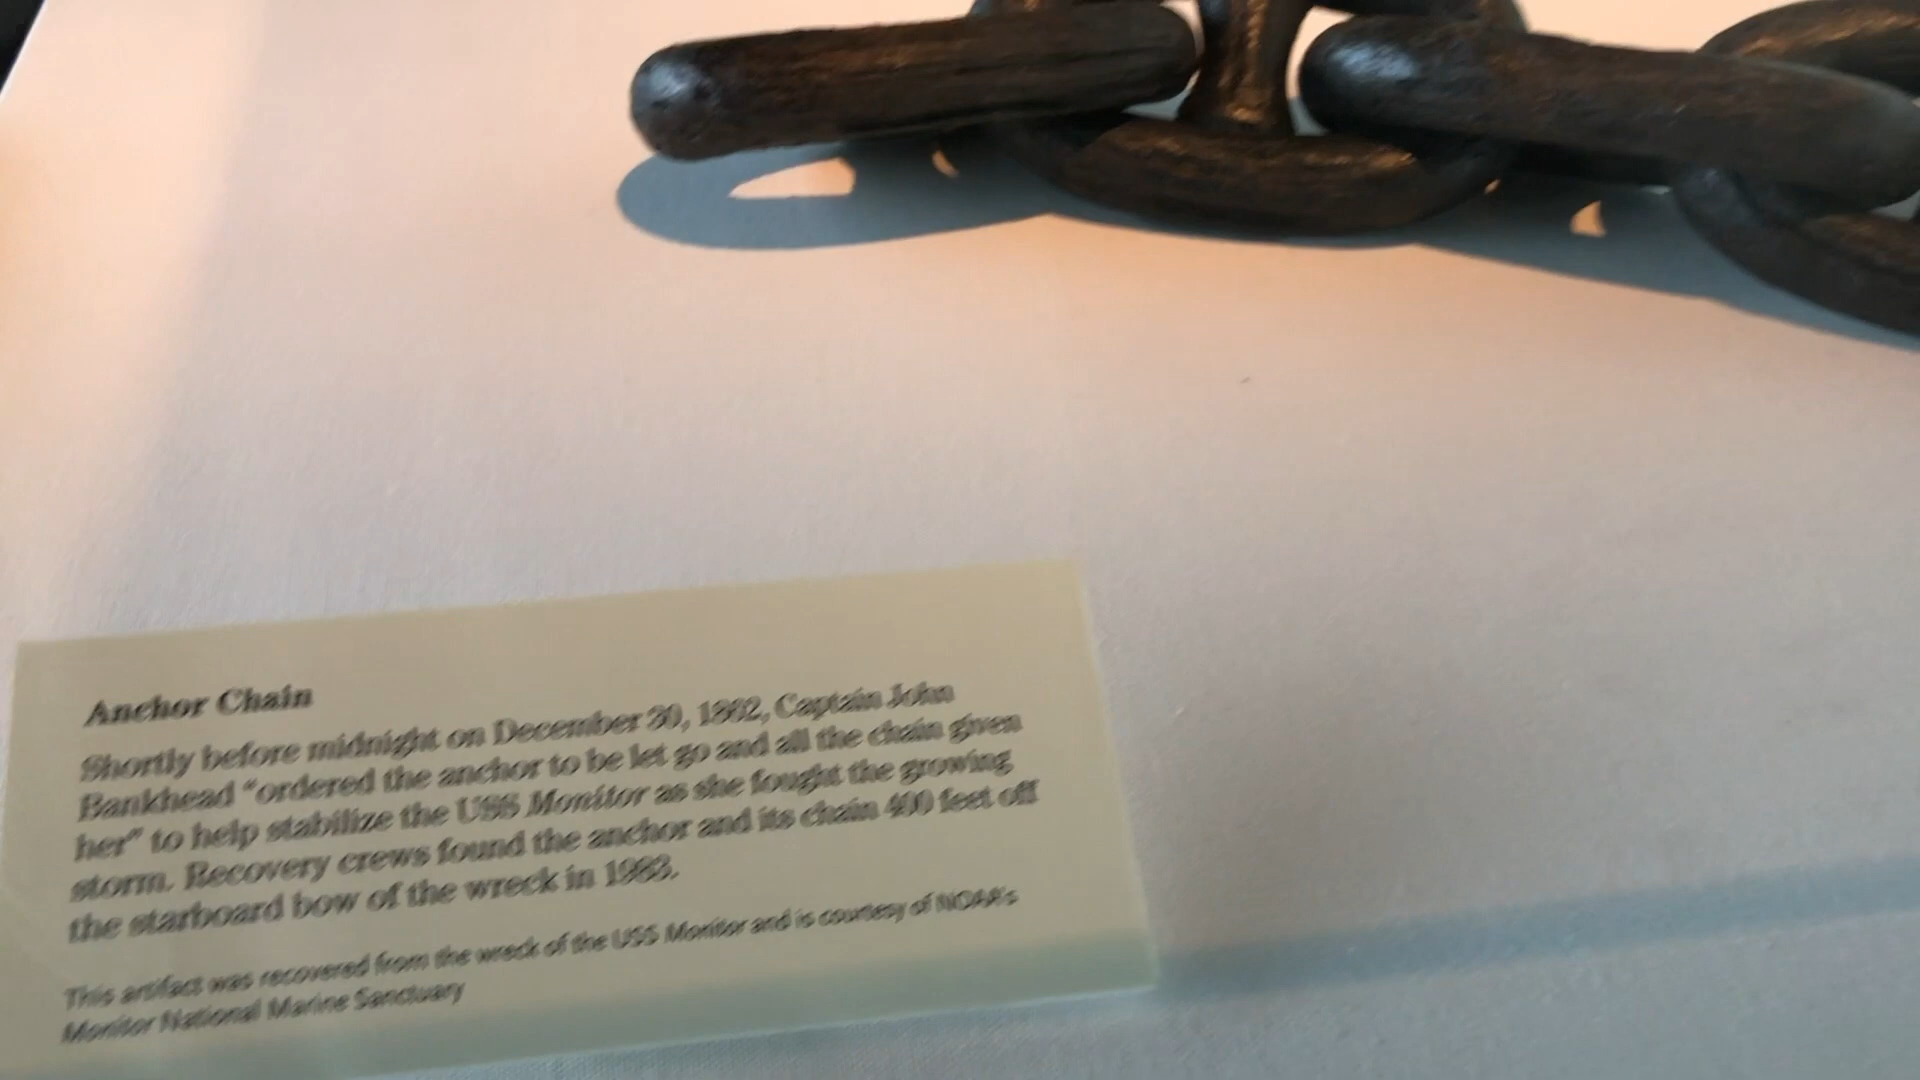 Anchor Chain
Shortly before midnight on December 30, 1862, Captain John
Bankhead “ordered the anchor to be let go and all the chain given
her” to help stabilize the USS Monitor as she fought the growing
storm. Recovery crews found the anchor and its chain 400 feet off
the starboard bow of the wreck in 1983.
This artifact was recovered from the wreck of the USS Monitor and is courtesy of NOAA's
Monitor National Marine Sanctuary